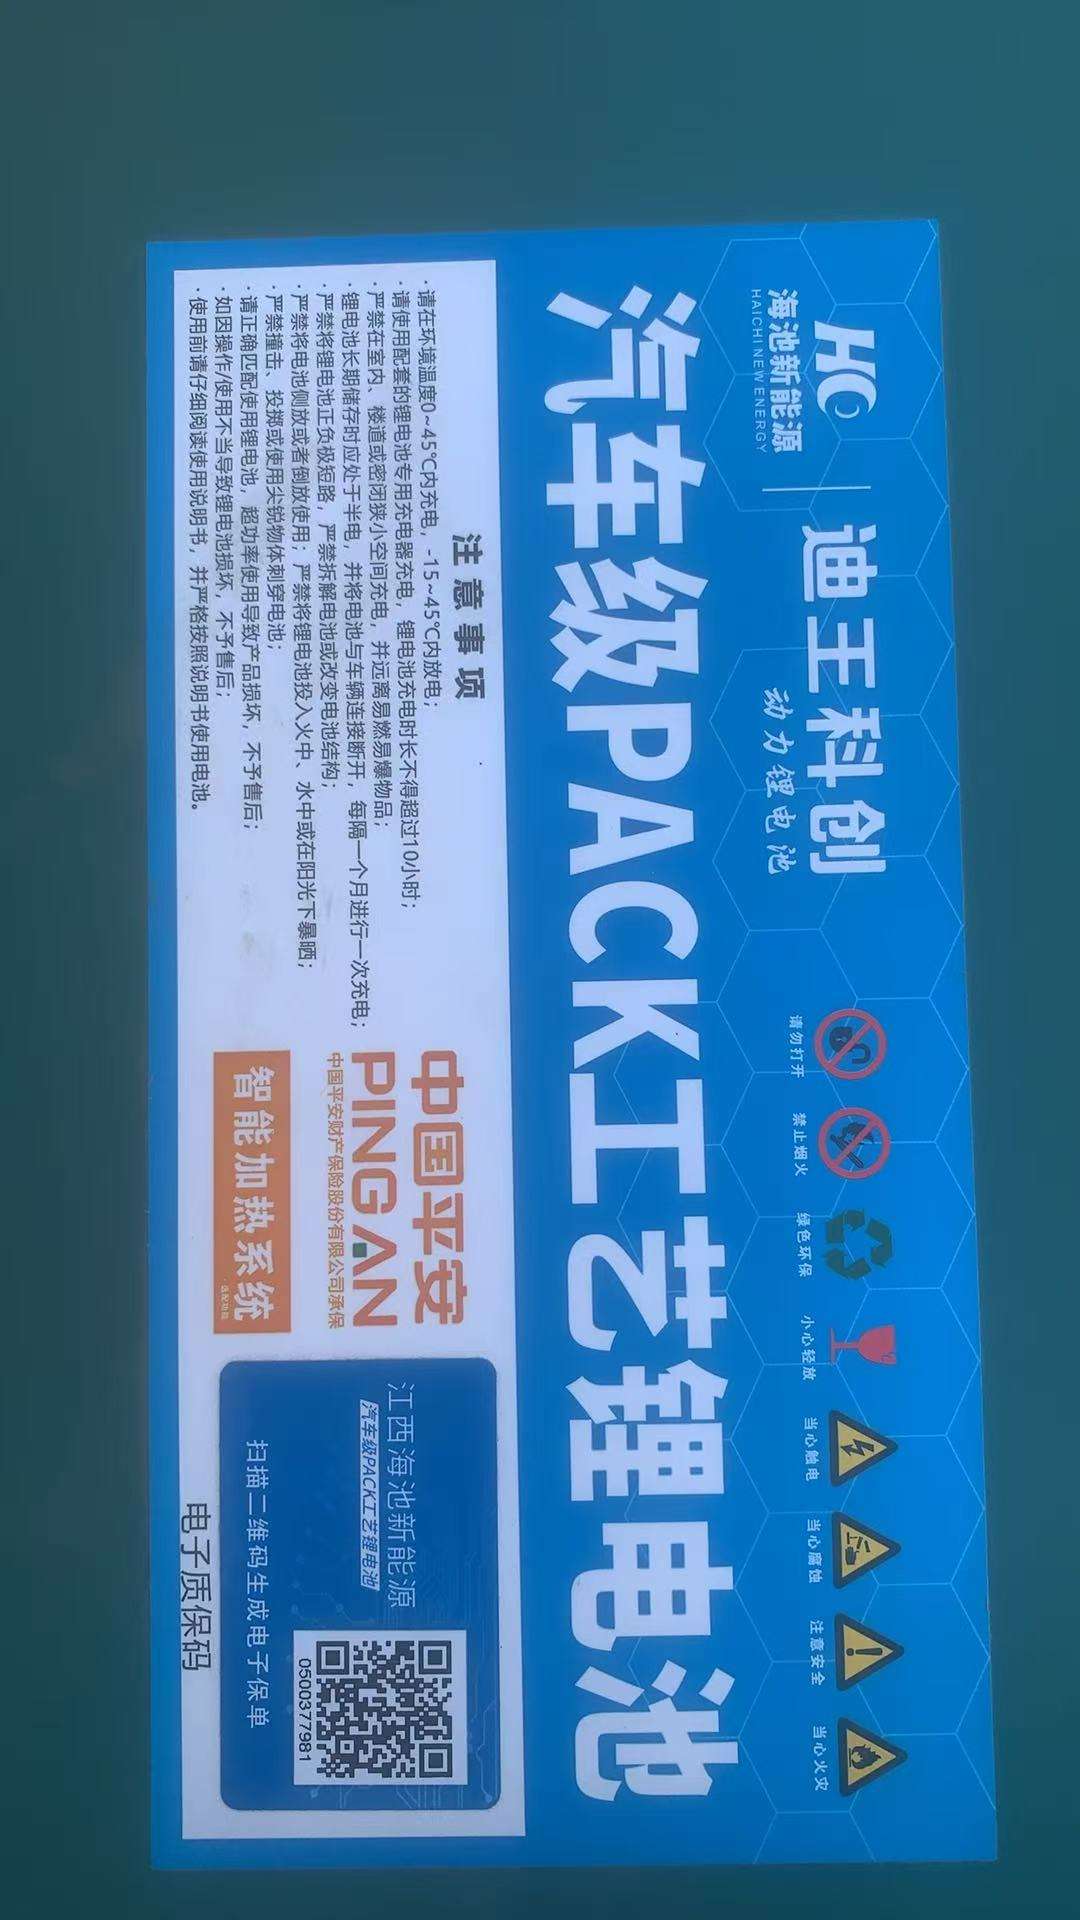 HC
海池新能源
HAICHI NEW ENERGY
迪王科创
动力锂电池
请勿打开
禁止烟火
绿色环保
小心轻放
当心触电
当心腐蚀
注意安全
当心火灾
汽车级PACK工艺锂电池
注意事项
·请在环境温度0~45℃内充电，-15~45℃内放电；
·请使用配套的锂电池专用充电器充电，锂电池充电时长不得超过10小时；
·严禁在室内、楼道或密闭狭小空间充电，并远离易燃易爆物品；
·锂电池长期储存时应处于半电，并将电池与车辆连接断开，每隔一个月进行一次充电；
·严禁将锂电池正负极短路，严禁拆解电池或改变电池结构；
·严禁将电池侧放或者倒放使用；严禁将锂电池投入火中、水中或在阳光下暴晒；
·严禁撞击、投掷或使用尖锐物体刺穿电池；
·请正确匹配使用锂电池，超功率使用导致产品损坏，不予售后；
·如因操作/使用不当导致锂电池损坏，不予售后；
·使用前请仔细阅读使用说明书，并严格按照说明书使用电池。
中国平安
PING AN
中国平安财产保险股份有限公司承保
智能加热系统
·选配功能
江西海池新能源
汽车级PACK工艺锂电池
扫描二维码生成电子保单
0500377981
电子质保码